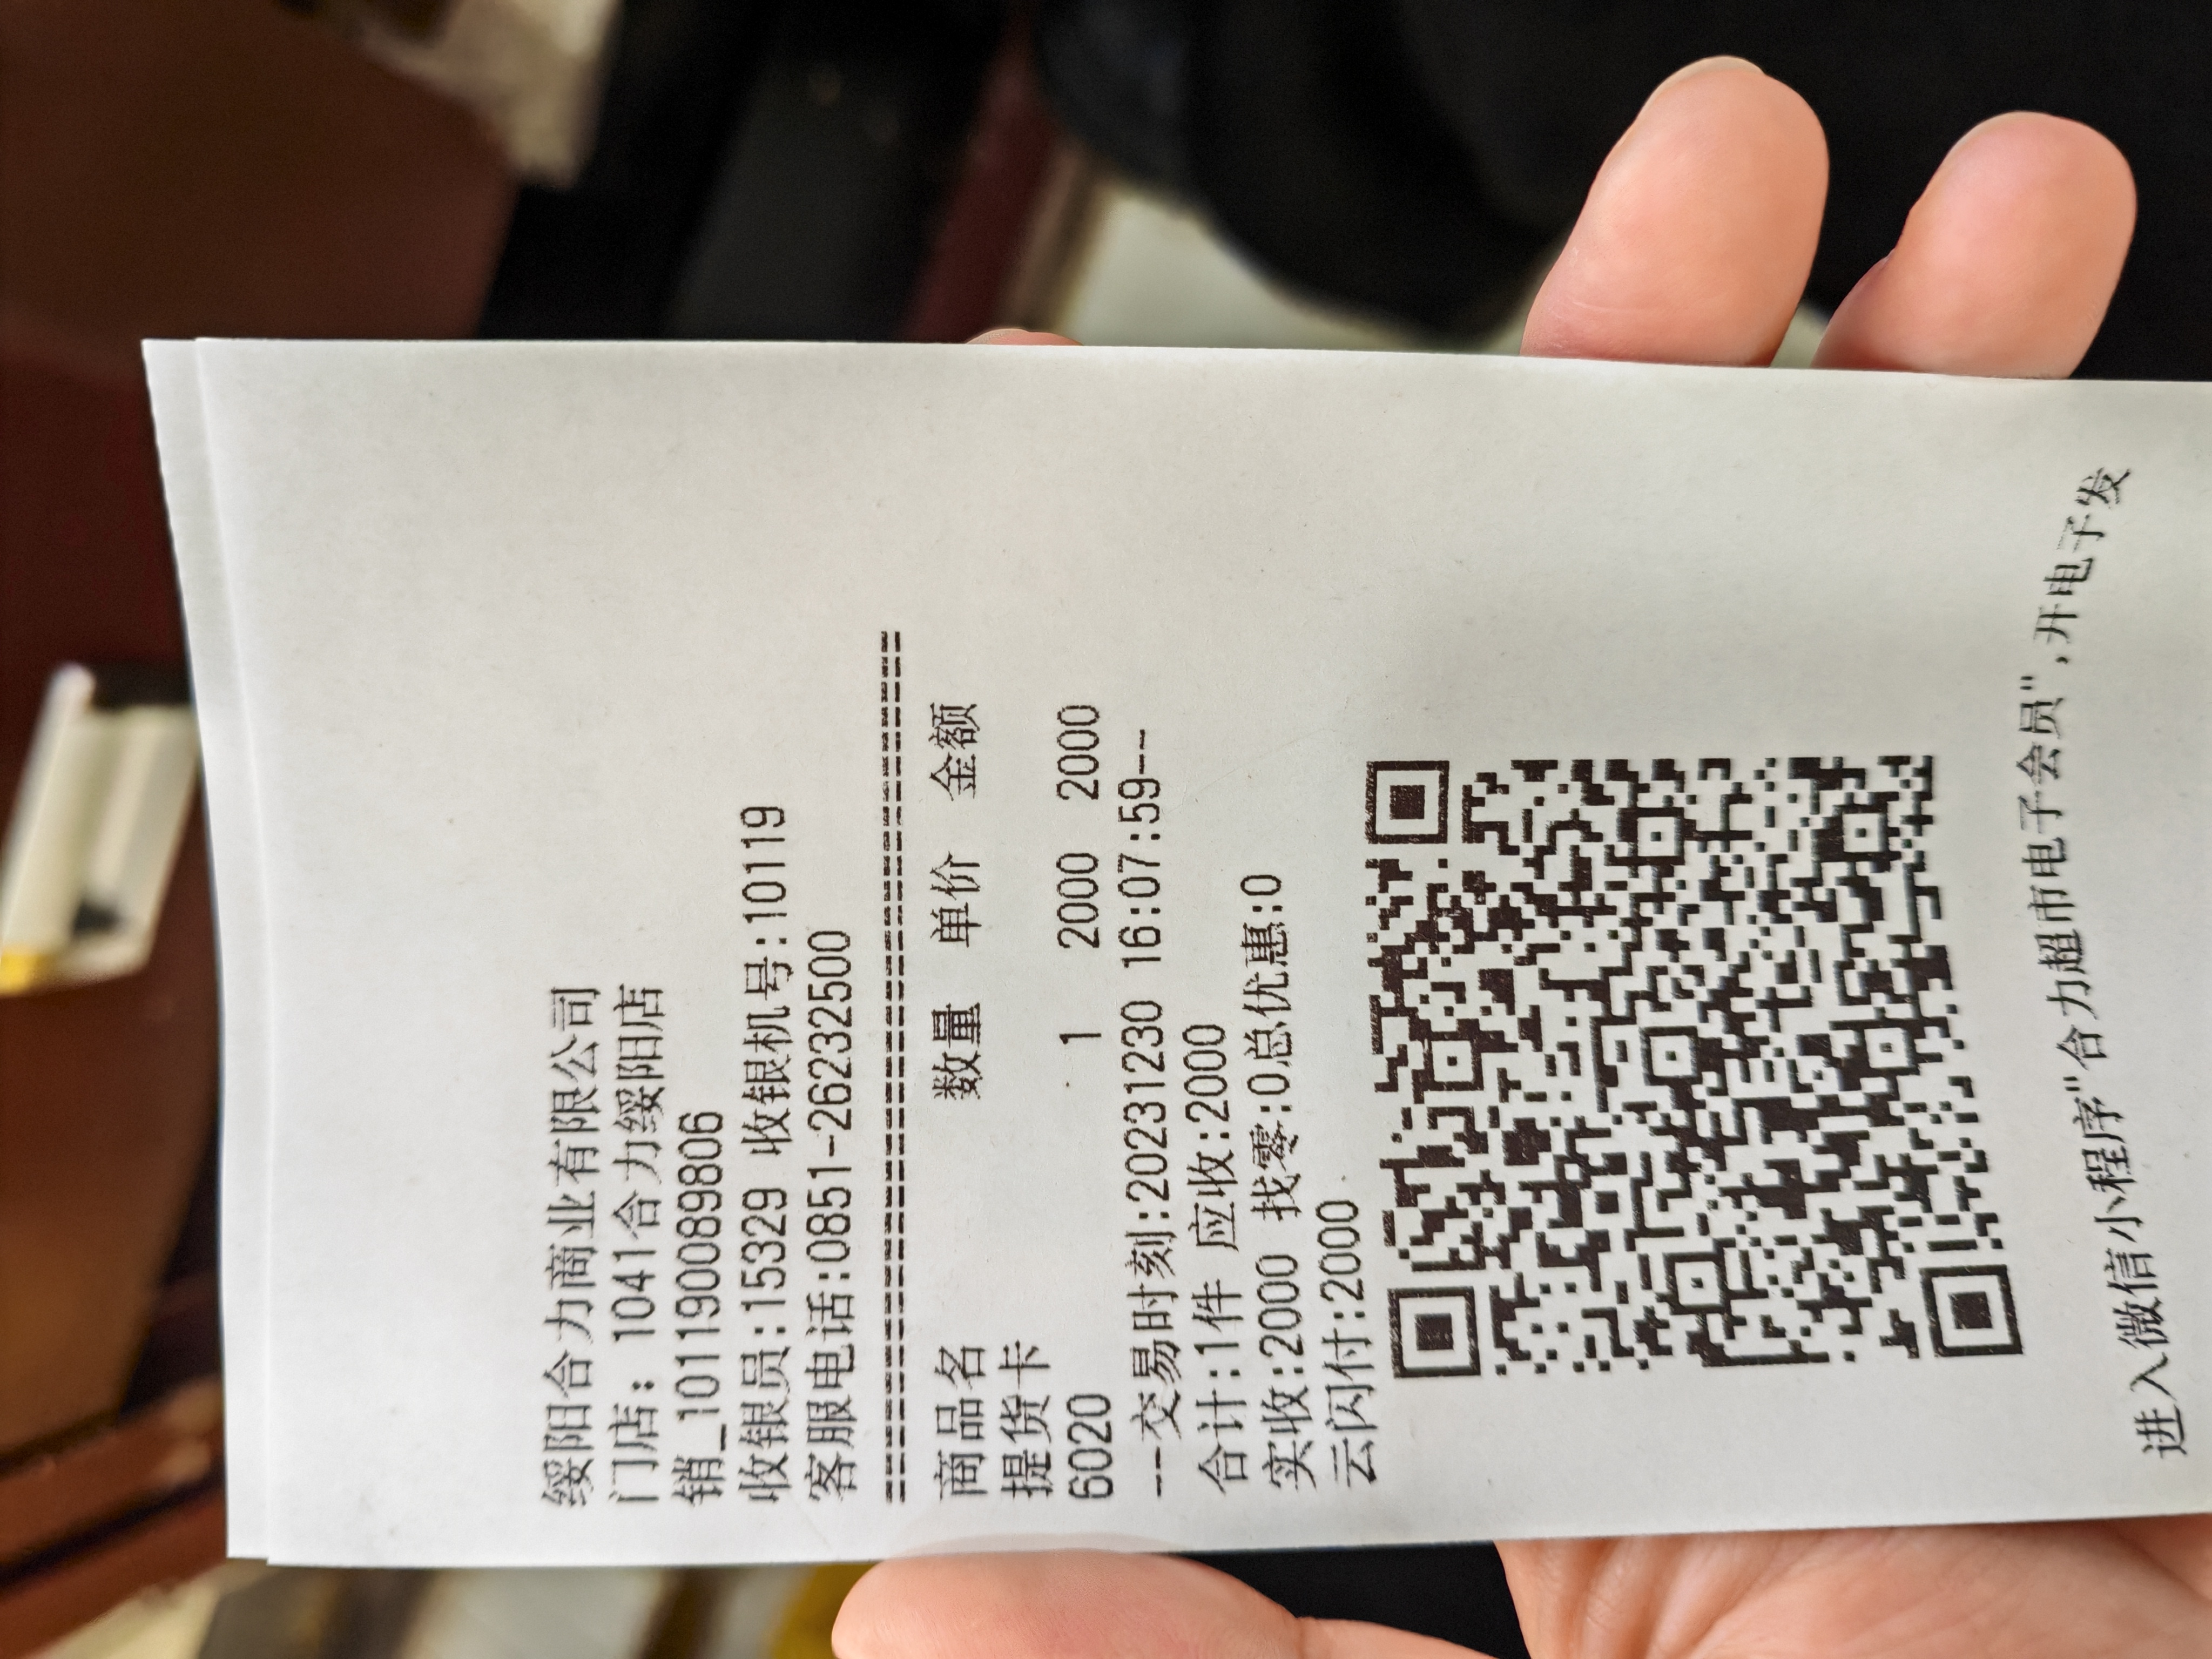 绥阳合力商业有限公司
门店：1041合力绥阳店
销_101190089806
收银员:15329 收银机号:10119
客服电话:0851-26232500
================================
商品名 数量 单价 金额
提货卡
6020 1 2000 2000
---交易时刻:20231230 16:07:59--
合计:1件 应收:2000
实收:2000 找零:0总优惠:0
云闪付:2000
进入微信小程序"合力超市电子会员",开电子发